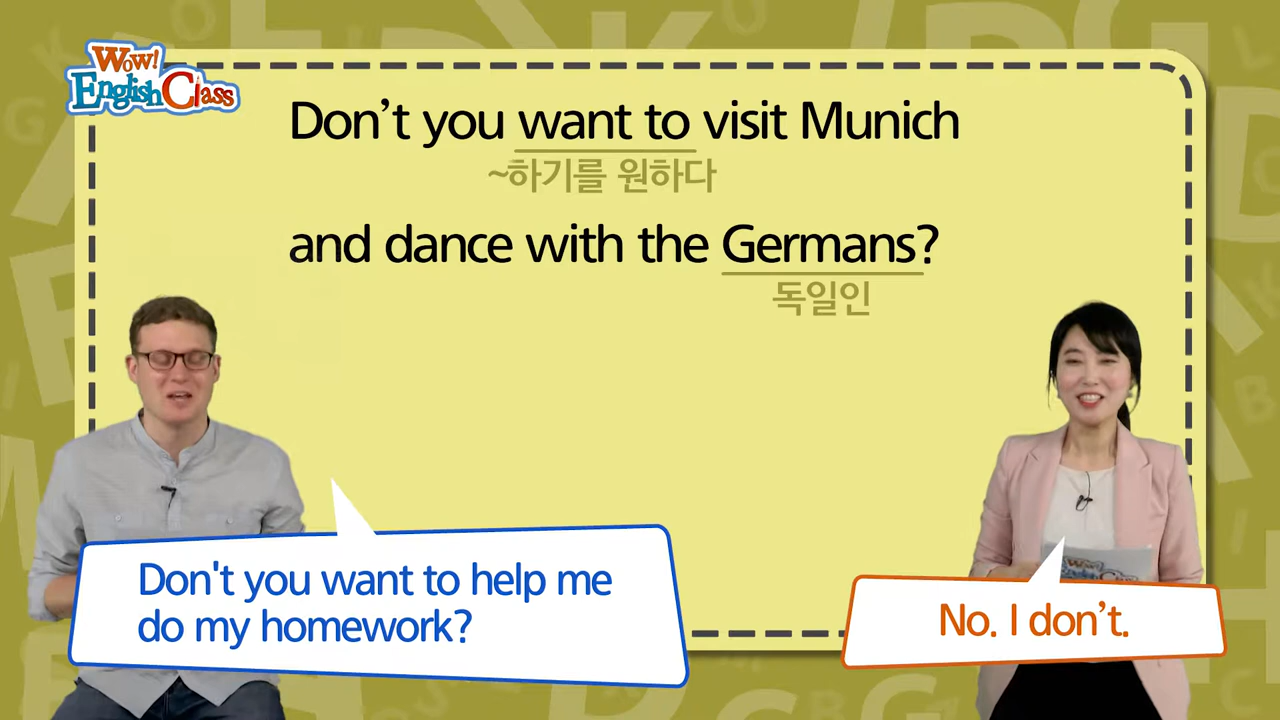 Wow!
English Class
Don’t you want to visit Munich
~하기를 원하다
and dance with the Germans?
독일인
Don't you want to help me
do my homework?
No. I don’t.
Wow!